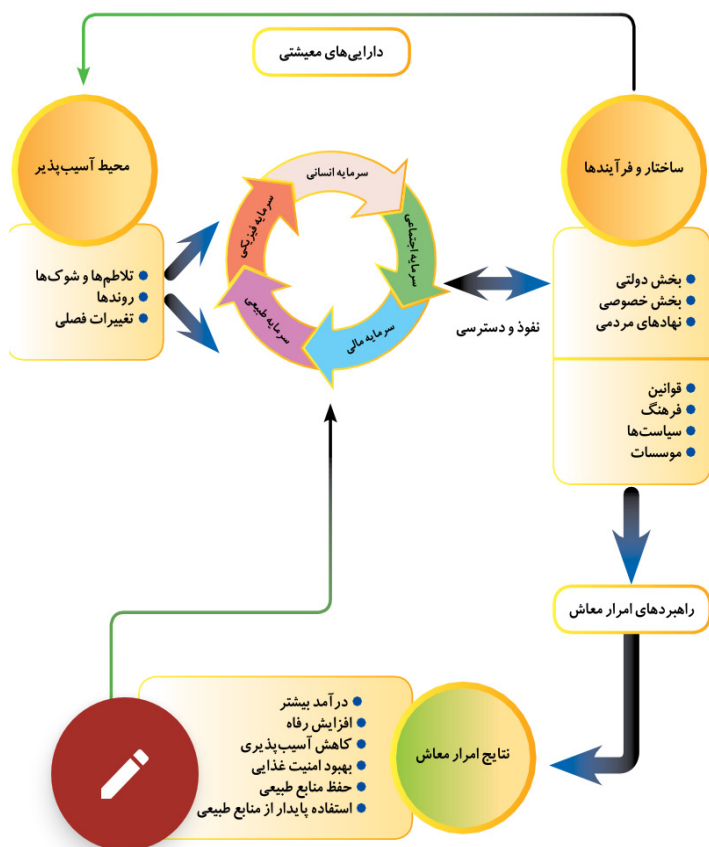 دارایی‌های معیشتی
ساختار و فرآیندها
بخش دولتی
بخش خصوصی
نهادهای مردمی
قوانین
فرهنگ
سیاست‌ها
موسسات
نفوذ و دسترسی
سرمایه انسانی
سرمایه اجتماعی
سرمایه مالی
سرمایه طبیعی
سرمایه فیزیکی
محیط آسیب‌پذیر
تلاطم‌ها و شوک‌ها
روندها
تغییرات فصلی
راهبردهای امرار معاش
نتایج امرار معاش
درآمد بیشتر
افزایش رفاه
کاهش آسیب‌پذیری
بهبود امنیت غذایی
حفظ منابع طبیعی
استفاده پایدار از منابع طبیعی